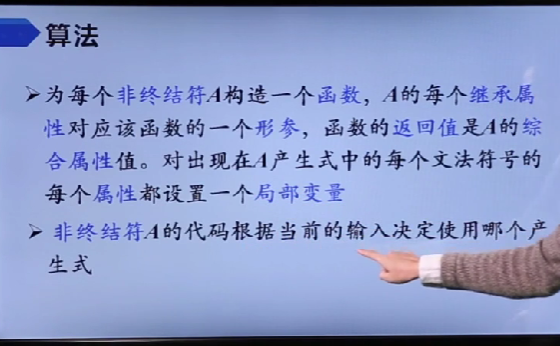 算法
➢为每个非终结符A构造一个函数，A的每个继承属
性对应该函数的一个形参，函数的返回值是A的综
合属性值。对出现在A产生式中的每个文法符号的
每个属性都设置一个局部变量
➢ 非终结符A的代码根据当前的输入决定使用哪个产
生式